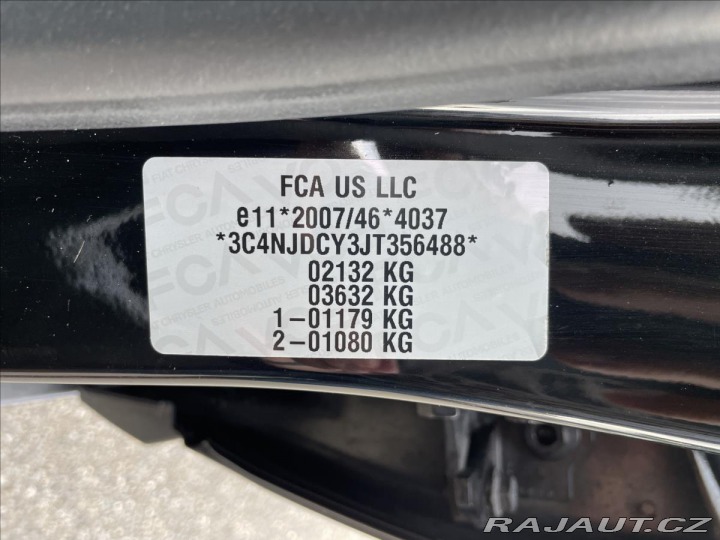 FCA US LLC
e11*2007/46*4037
*3C4NJDCY3JT356488*
02132 KG
03632 KG
1-01179 KG
2-01080 KG
RAJAUT.CZ